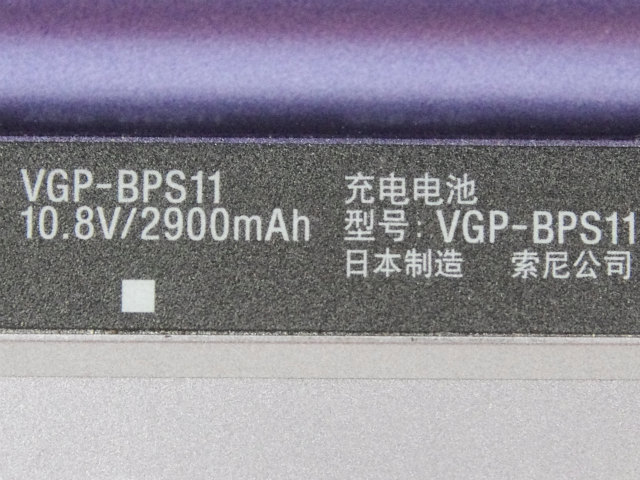 VGP-BPS11
10.8V/2900mAh
充电电池
型号: VGP-BPS11
日本制造 索尼公司